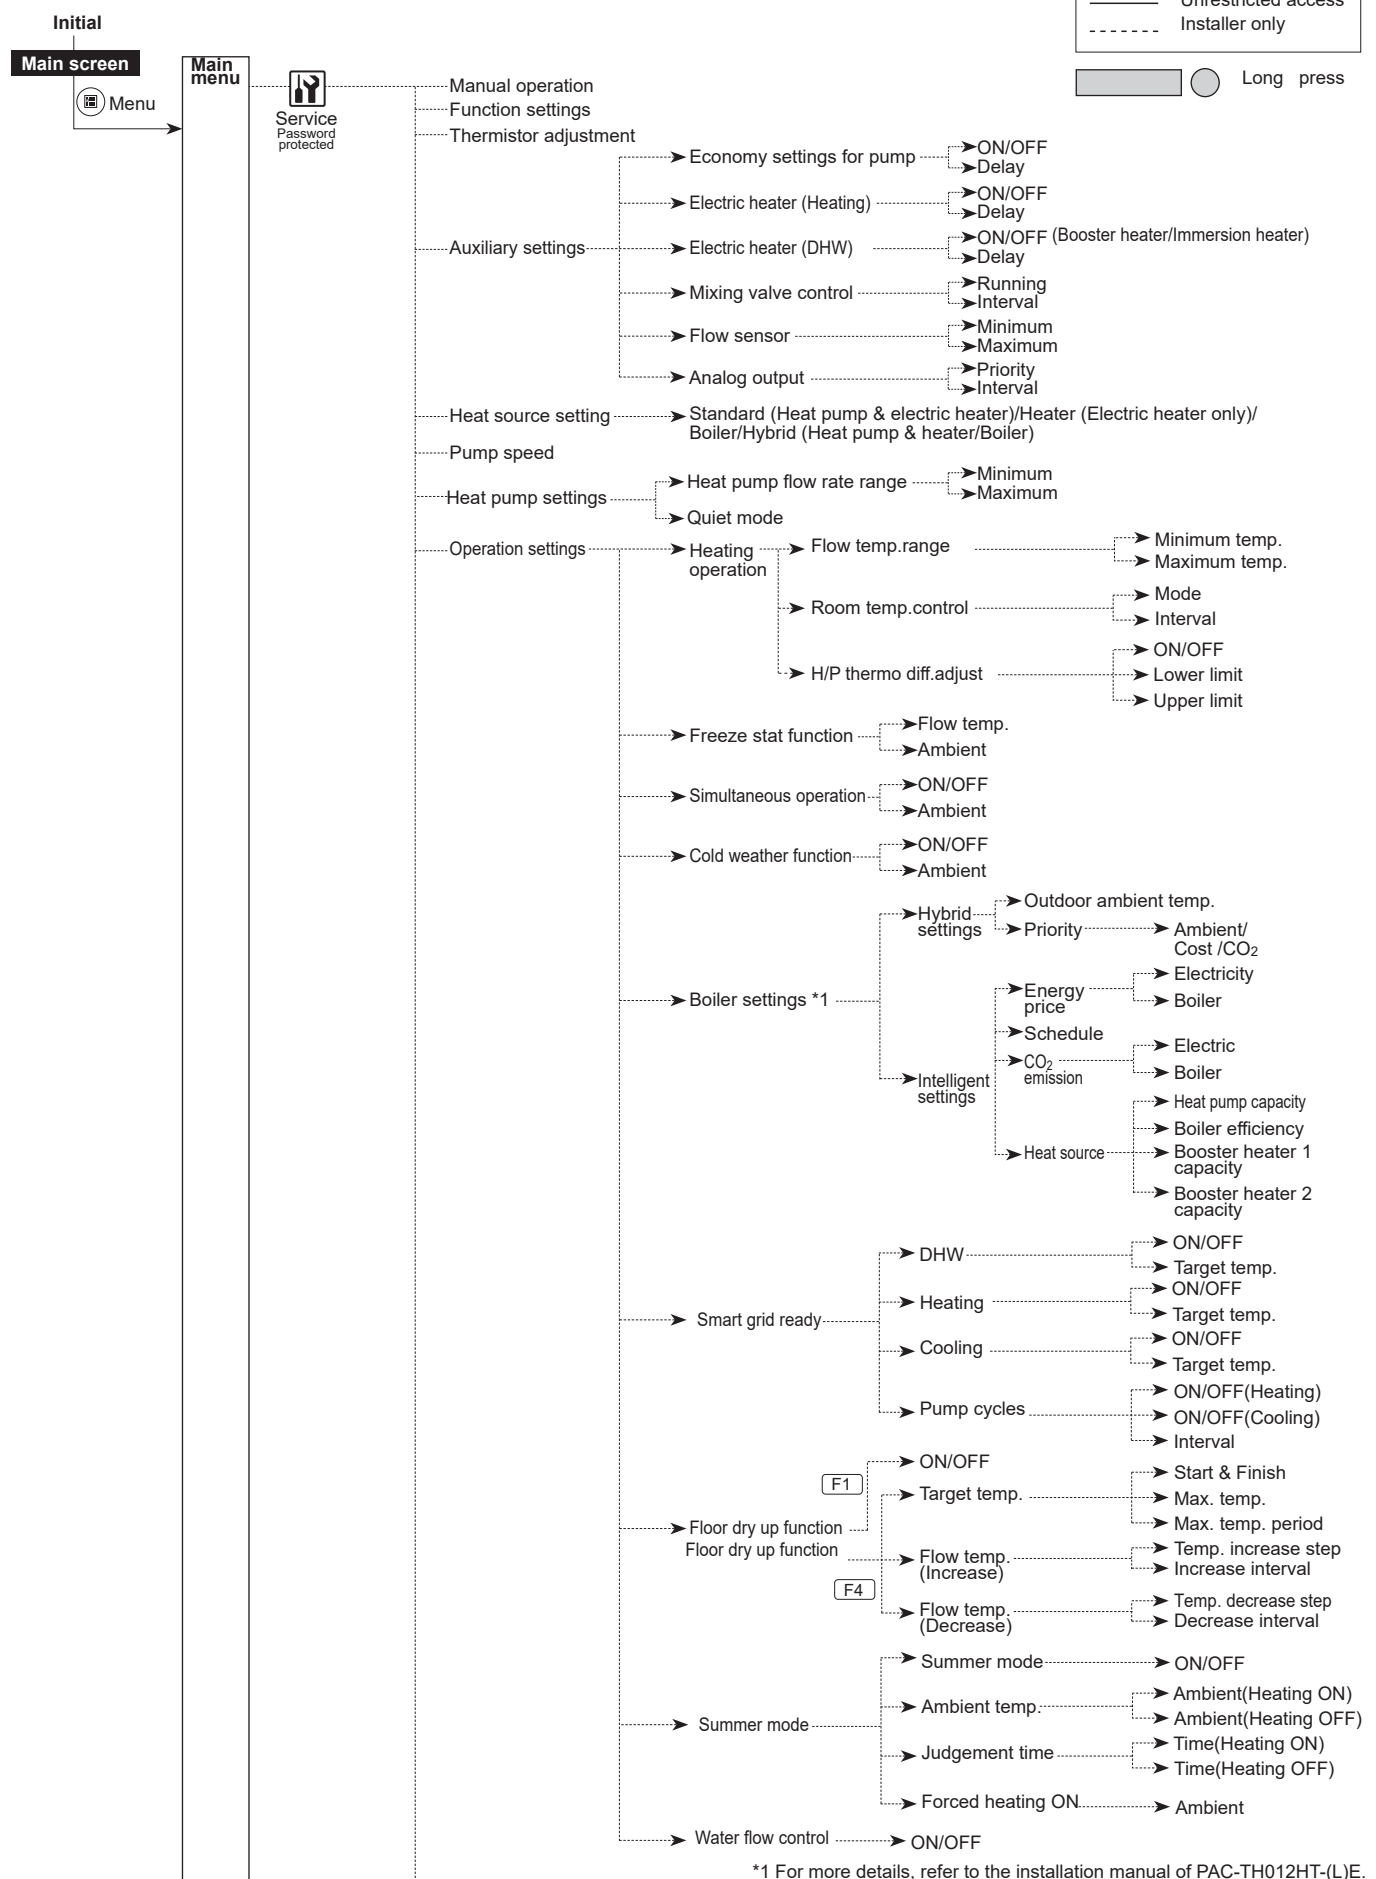 Unrestricted access
Installer only
Long press
Initial
Main screen
Menu
Main
menu
Service
Password
protected
Manual operation
Function settings
Thermistor adjustment
Auxiliary settings
Economy settings for pump
ON/OFF
Delay
Electric heater (Heating)
ON/OFF
Delay
Electric heater (DHW)
ON/OFF (Booster heater/Immersion heater)
Delay
Mixing valve control
Running
Interval
Flow sensor
Minimum
Maximum
Analog output
Priority
Interval
Heat source setting
Standard (Heat pump & electric heater)/Heater (Electric heater only)/
Boiler/Hybrid (Heat pump & heater/Boiler)
Pump speed
Heat pump settings
Heat pump flow rate range
Minimum
Maximum
Quiet mode
Operation settings
Heating
operation
Flow temp.range
Minimum temp.
Maximum temp.
Room temp.control
Mode
Interval
H/P thermo diff.adjust
ON/OFF
Lower limit
Upper limit
Freeze stat function
Flow temp.
Ambient
Simultaneous operation
ON/OFF
Ambient
Cold weather function
ON/OFF
Ambient
Boiler settings *1
Hybrid
settings
Outdoor ambient temp.
Priority
Ambient/
Cost /CO2
Intelligent
settings
Energy
price
Electricity
Boiler
Schedule
CO2
emission
Electric
Boiler
Heat source
Heat pump capacity
Boiler efficiency
Booster heater 1
capacity
Booster heater 2
capacity
Smart grid ready
DHW
ON/OFF
Target temp.
Heating
ON/OFF
Target temp.
Cooling
ON/OFF
Target temp.
Pump cycles
ON/OFF(Heating)
ON/OFF(Cooling)
Interval
Floor dry up function
Floor dry up function
F1
ON/OFF
F4
Target temp.
Start & Finish
Max. temp.
Max. temp. period
Flow temp.
(Increase)
Temp. increase step
Increase interval
Flow temp.
(Decrease)
Temp. decrease step
Decrease interval
Summer mode
Summer mode
ON/OFF
Ambient temp.
Ambient(Heating ON)
Ambient(Heating OFF)
Judgement time
Time(Heating ON)
Time(Heating OFF)
Forced heating ON
Ambient
Water flow control
ON/OFF
*1 For more details, refer to the installation manual of PAC-TH012HT-(L)E.